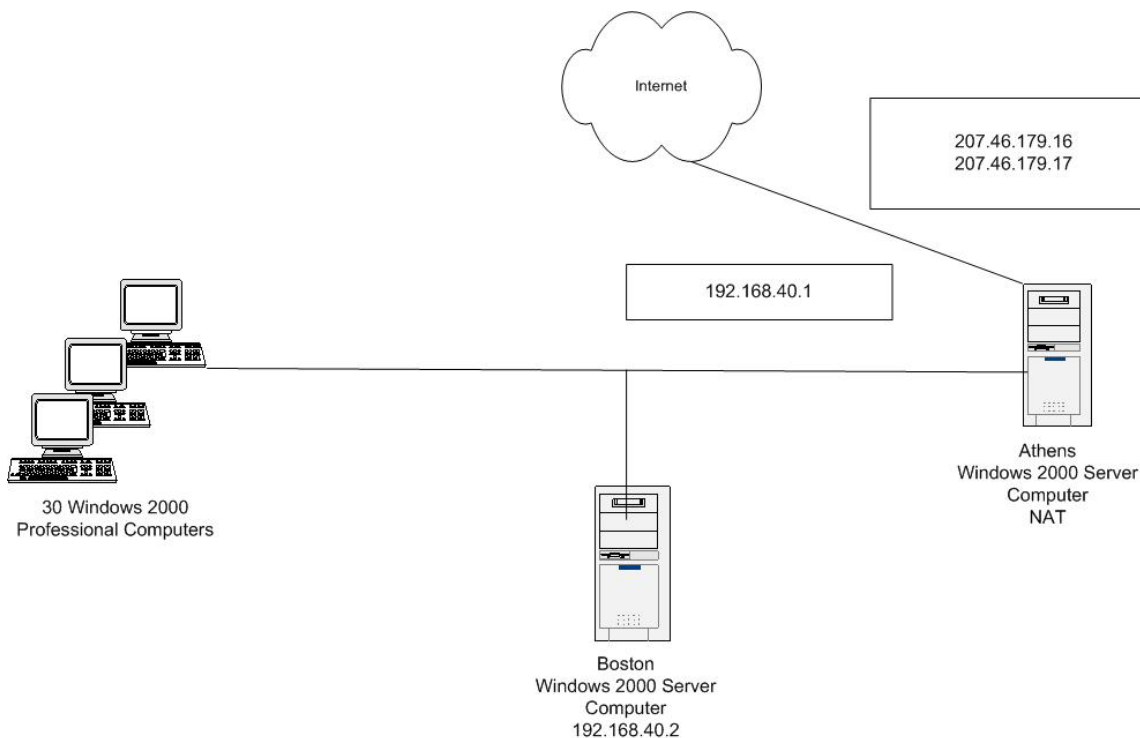 Internet
207.46.179.16
207.46.179.17
192.168.40.1
30 Windows 2000
Professional Computers
Athens
Windows 2000 Server
Computer
NAT
Boston
Windows 2000 Server
Computer
192.168.40.2